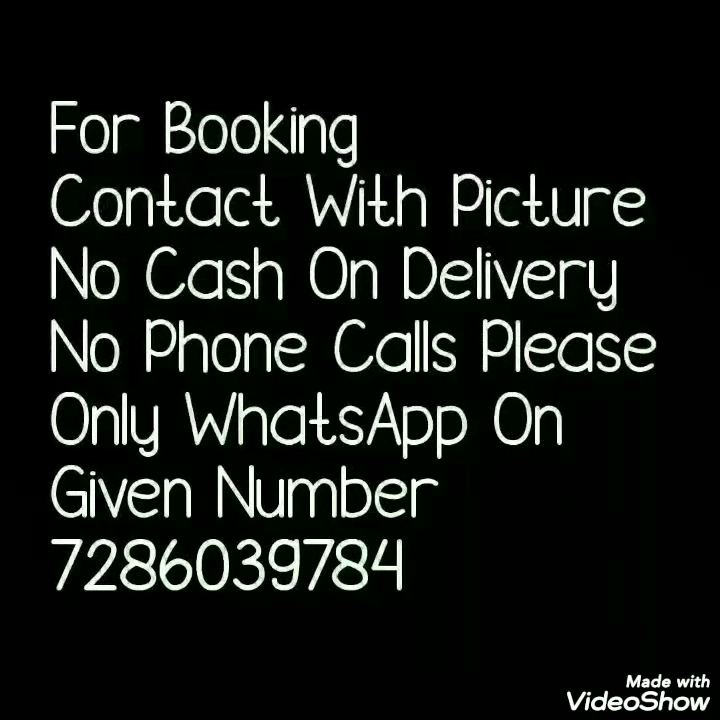 For Booking
Contact With Picture
No Cash On Delivery
No Phone Calls Please
Only WhatsApp On
Given Number
7286039784
Made with
VideoShow